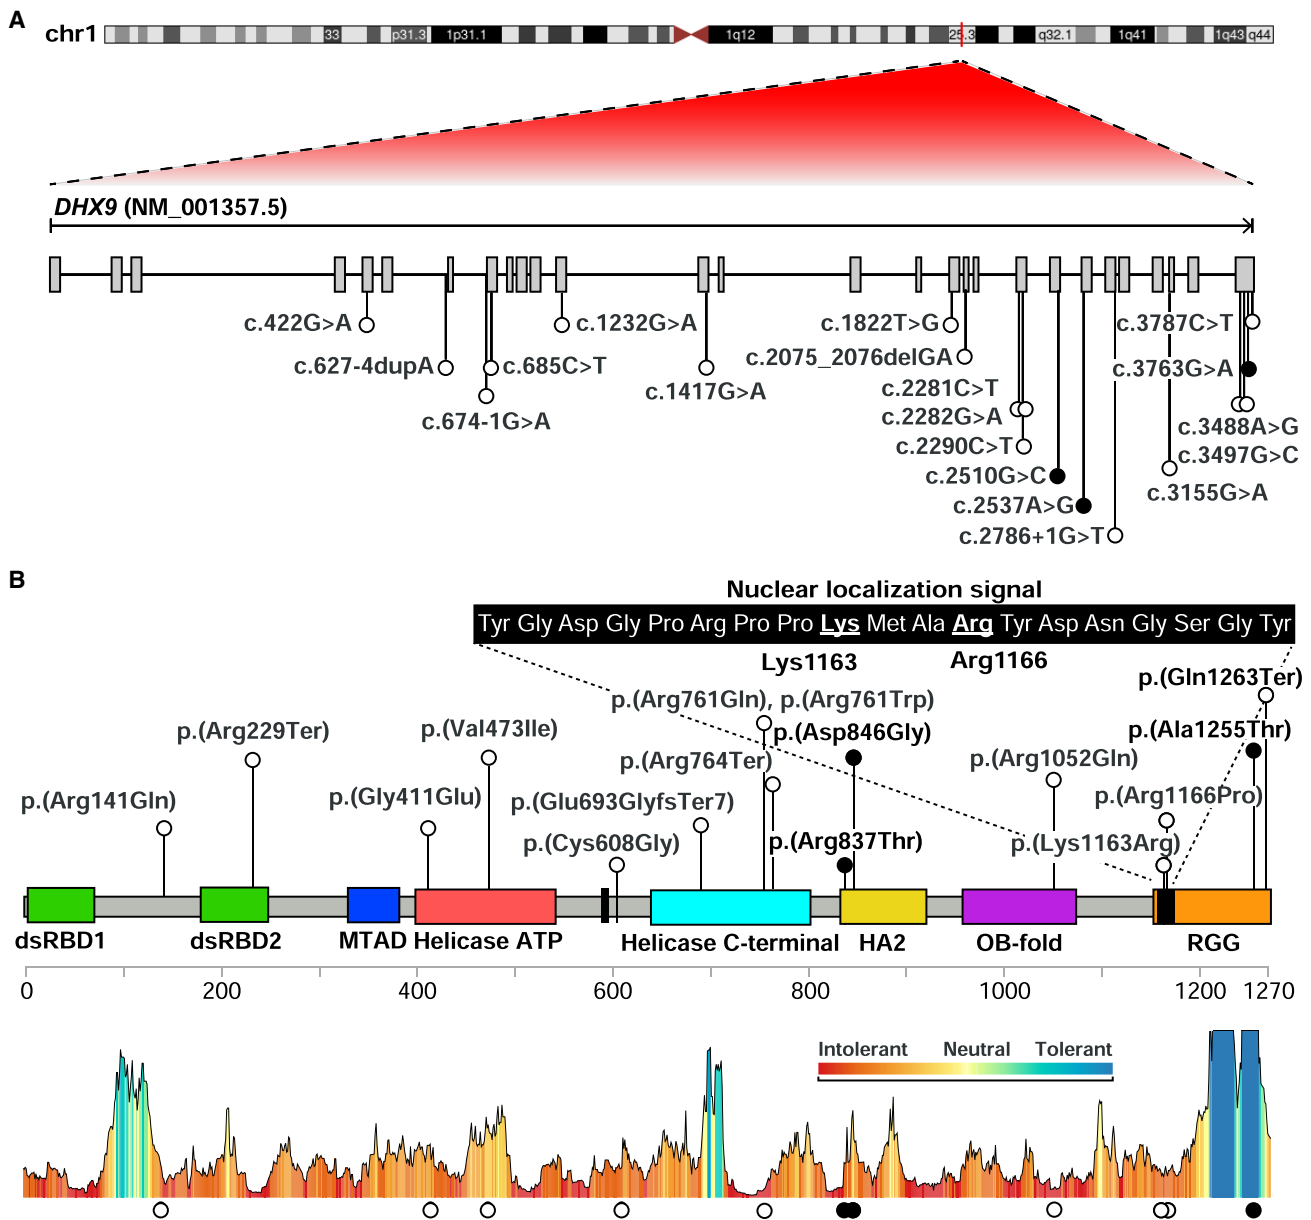 A
chr1
33
p31.3
1p31.1
1q12
25.3
q32.1
1q41
1q43
q44
DHX9 (NM_001357.5)
c.422G>A
c.1232G>A
c.1822T>G
c.3787C>T
c.627-4dupA
c.685C>T
c.2075_2076delGA
c.3763G>A
c.1417G>A
c.2281C>T
c.674-1G>A
c.2282G>A
c.3488A>G
c.2290C>T
c.3497G>C
c.2510G>C
c.3155G>A
c.2537A>G
c.2786+1G>T
B
Nuclear localization signal
Tyr Gly Asp Gly Pro Arg Pro Pro Lys Met Ala Arg Tyr Asp Asn Gly Ser Gly Tyr
Lys1163 Arg1166
p.(Gln1263Ter)
p.(Arg761Gln), p.(Arg761Trp)
p.(Arg229Ter)
p.(Val473Ile)
p.(Asp846Gly)
p.(Ala1255Thr)
p.(Arg764Ter)
p.(Arg1052Gln)
p.(Arg141Gln)
p.(Gly411Glu)
p.(Glu693GlyfsTer7)
p.(Arg1166Pro)
p.(Cys608Gly)
p.(Arg837Thr)
p.(Lys1163Arg)
dsRBD1 dsRBD2 MTAD Helicase ATP Helicase C-terminal HA2 OB-fold RGG
0 200 400 600 800 1000 1200 1270
Intolerant Neutral Tolerant